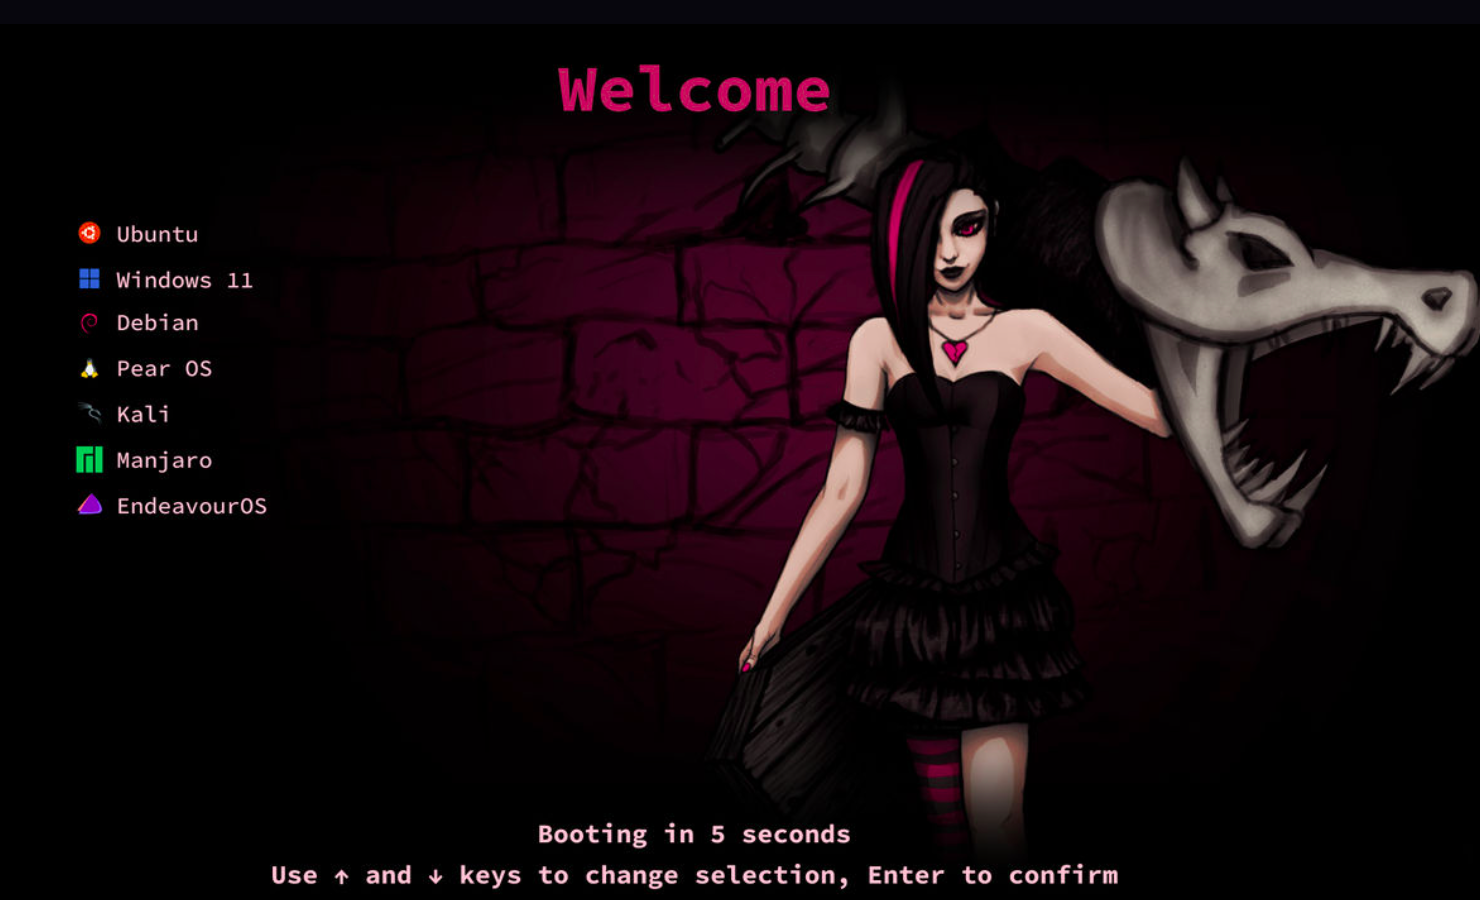 Welcome
Ubuntu
Windows 11
Debian
Pear OS
Kali
Manjaro
EndeavourOS
Booting in 5 seconds
Use ↑ and ↓ keys to change selection, Enter to confirm